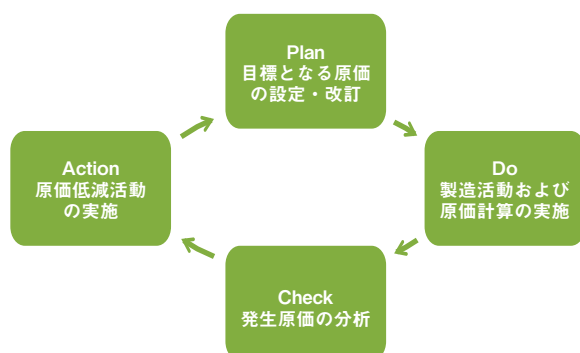 Plan
目標となる原価
の設定・改訂
Action
原価低減活動
の実施
Do
製造活動および
原価計算の実施
Check
発生原価の分析